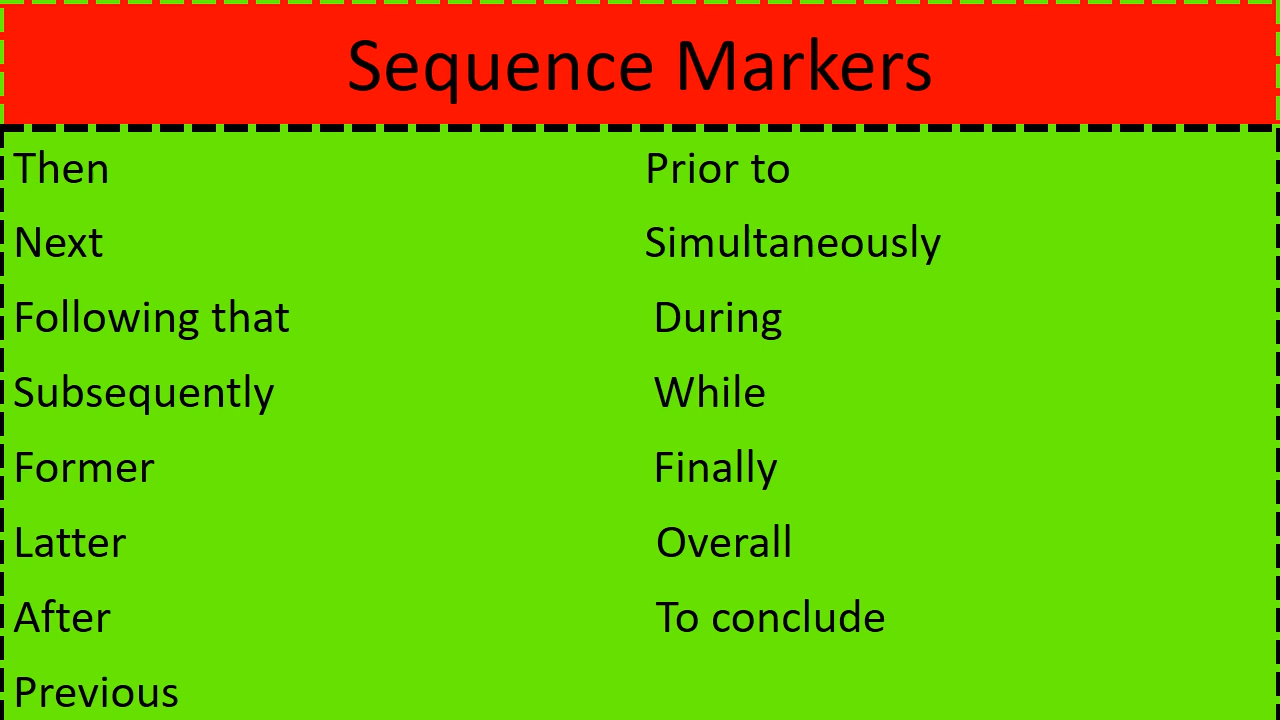 Sequence Markers
Then
Next
Following that
Subsequently
Former
Latter
After
Previous
Prior to
Simultaneously
During
While
Finally
Overall
To conclude